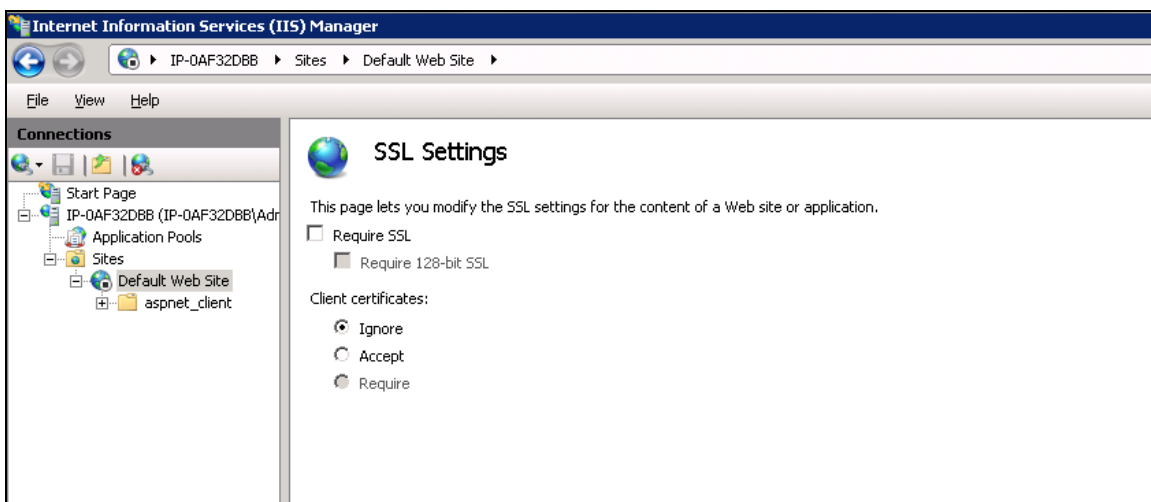 Internet Information Services (IIS) Manager
IP-0AF32DBB Sites Default Web Site
File View Help
Connections
Start Page
IP-0AF32DBB (IP-0AF32DBB\Adr
Application Pools
Sites
Default Web Site
aspnet_client
SSL Settings
This page lets you modify the SSL settings for the content of a Web site or application.
Require SSL
Require 128-bit SSL
Client certificates:
Ignore
Accept
Require